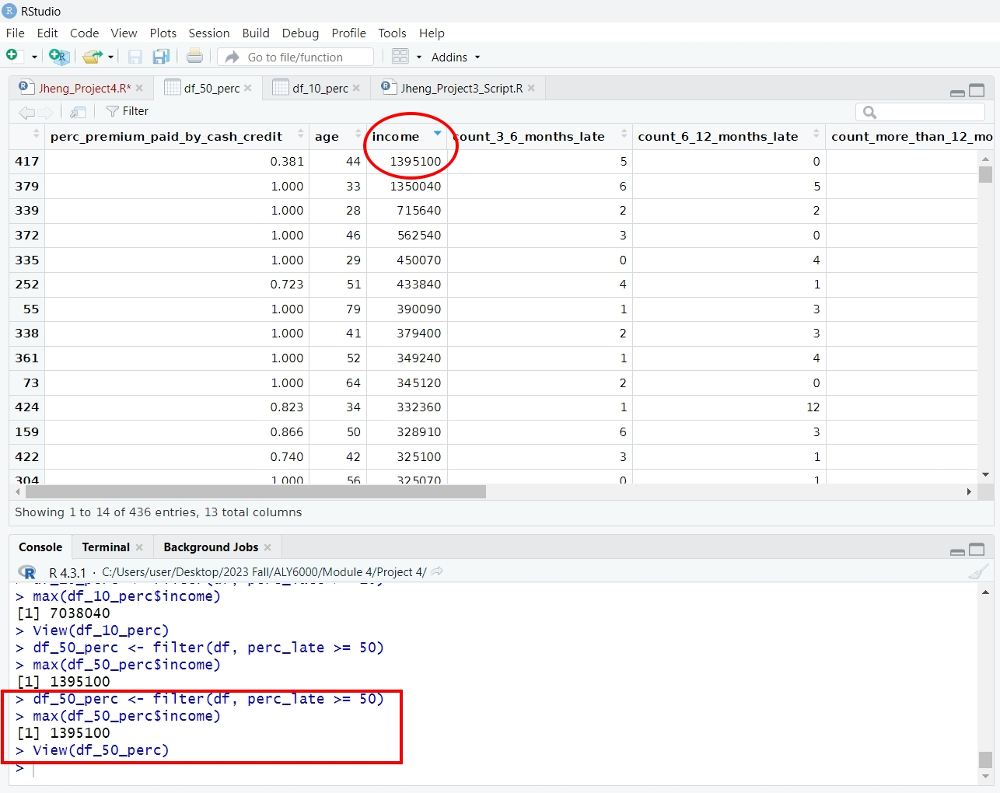 RStudio
File Edit Code View Plots Session Build Debug Profile Tools Help
Go to file/function Addins
Jheng_Project4.R* df_50_perc df_10_perc Jheng_Project3_Script.R
Filter
perc_premium_paid_by_cash_credit age income count_3_6_months_late count_6_12_months_late count_more_than_12_mo
417 0.381 44 1395100 5 0
379 1.000 33 1350040 6 5
339 1.000 28 715640 2 2
372 1.000 46 562540 3 0
335 1.000 29 450070 0 4
252 0.723 51 433840 4 1
55 1.000 79 390090 1 3
338 1.000 41 379400 2 3
361 1.000 52 349240 1 4
73 1.000 64 345120 2 0
424 0.823 34 332360 1 12
159 0.866 50 328910 6 3
422 0.740 42 325100 3 1
304 1.000 56 325070 0 1
Showing 1 to 14 of 436 entries, 13 total columns
Console Terminal Background Jobs
R 4.3.1 · C:/Users/user/Desktop/2023 Fall/ALY6000/Module 4/Project 4/
> max(df_10_perc$income)
[1] 7038040
> View(df_10_perc)
> df_50_perc <- filter(df, perc_late >= 50)
> max(df_50_perc$income)
[1] 1395100
> df_50_perc <- filter(df, perc_late >= 50)
> max(df_50_perc$income)
[1] 1395100
> View(df_50_perc)
>